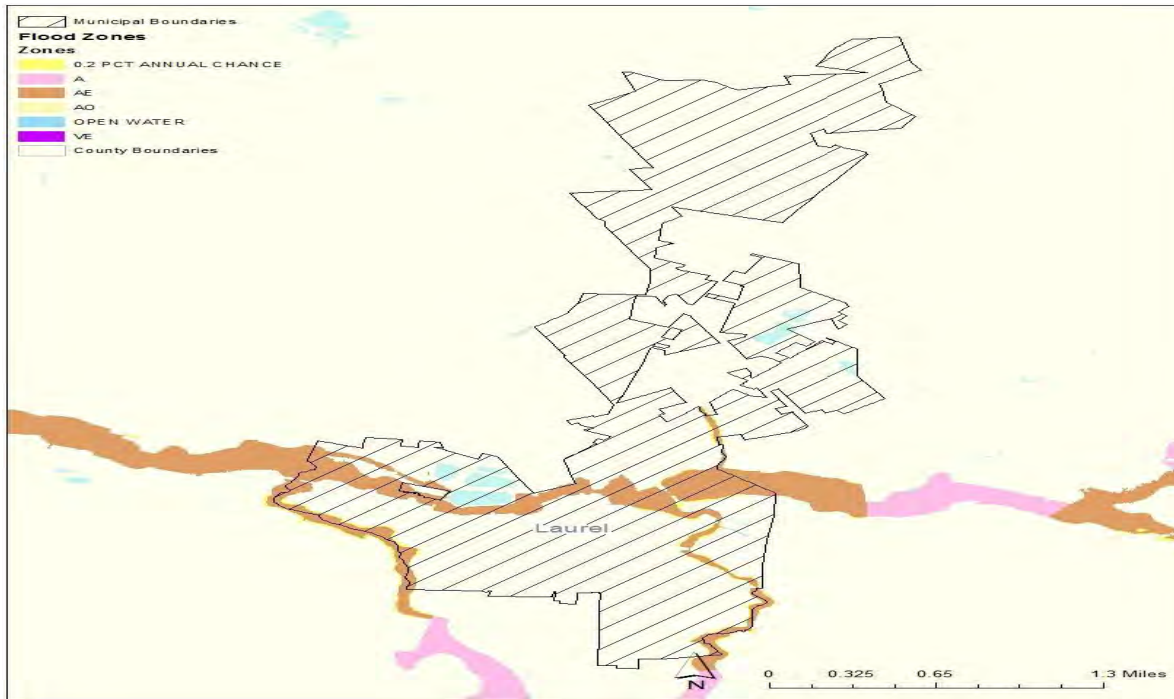 Municipal Boundaries
Flood Zones
Zones
0.2 PCT ANNUAL CHANCE
A
AE
AO
OPEN WATER
VE
County Boundaries
Laurel
N
0 0.325 0.65 1.3 Miles